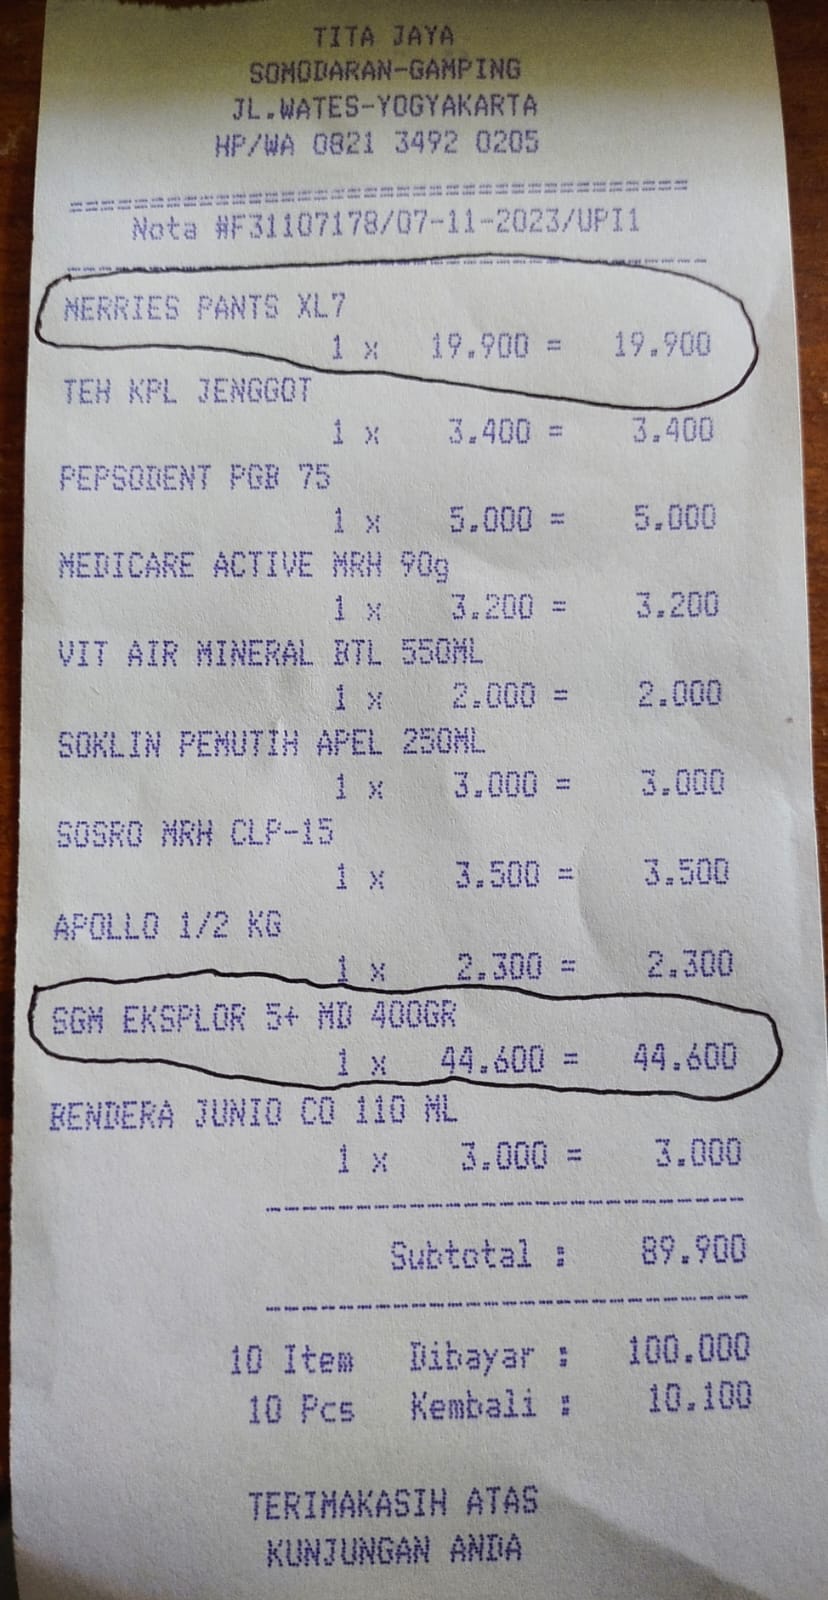 TITA JAYA
SOMODARAN-GAMPING
JL.WATES-YOGYAKARTA
HP/WA 0821 3492 0205
=====================================
Nota #F31107178/07-11-2023/UPI1
-------------------------------------
MERRIES PANTS XL7
1 x 19.900 = 19.900
TEH KPL JENGGOT
1 x 3.400 = 3.400
PEPSODENT PGB 75
1 x 5.000 = 5.000
MEDICARE ACTIVE MRH 90g
1 x 3.200 = 3.200
VIT AIR MINERAL BTL 550ML
1 x 2.000 = 2.000
SOKLIN PEMUTIH APEL 250ML
1 x 3.000 = 3.000
SOSRO MRH CLP-15
1 x 3.500 = 3.500
APOLLO 1/2 KG
1 x 2.300 = 2.300
SGM EKSPLOR 5+ MD 400GR
1 x 44.600 = 44.600
BENDERA JUNIO CO 110 ML
1 x 3.000 = 3.000
---------------------------
Subtotal : 89.900
---------------------------
10 Item Dibayar : 100.000
10 Pcs Kembali : 10.100
TERIMAKASIH ATAS
KUNJUNGAN ANDA